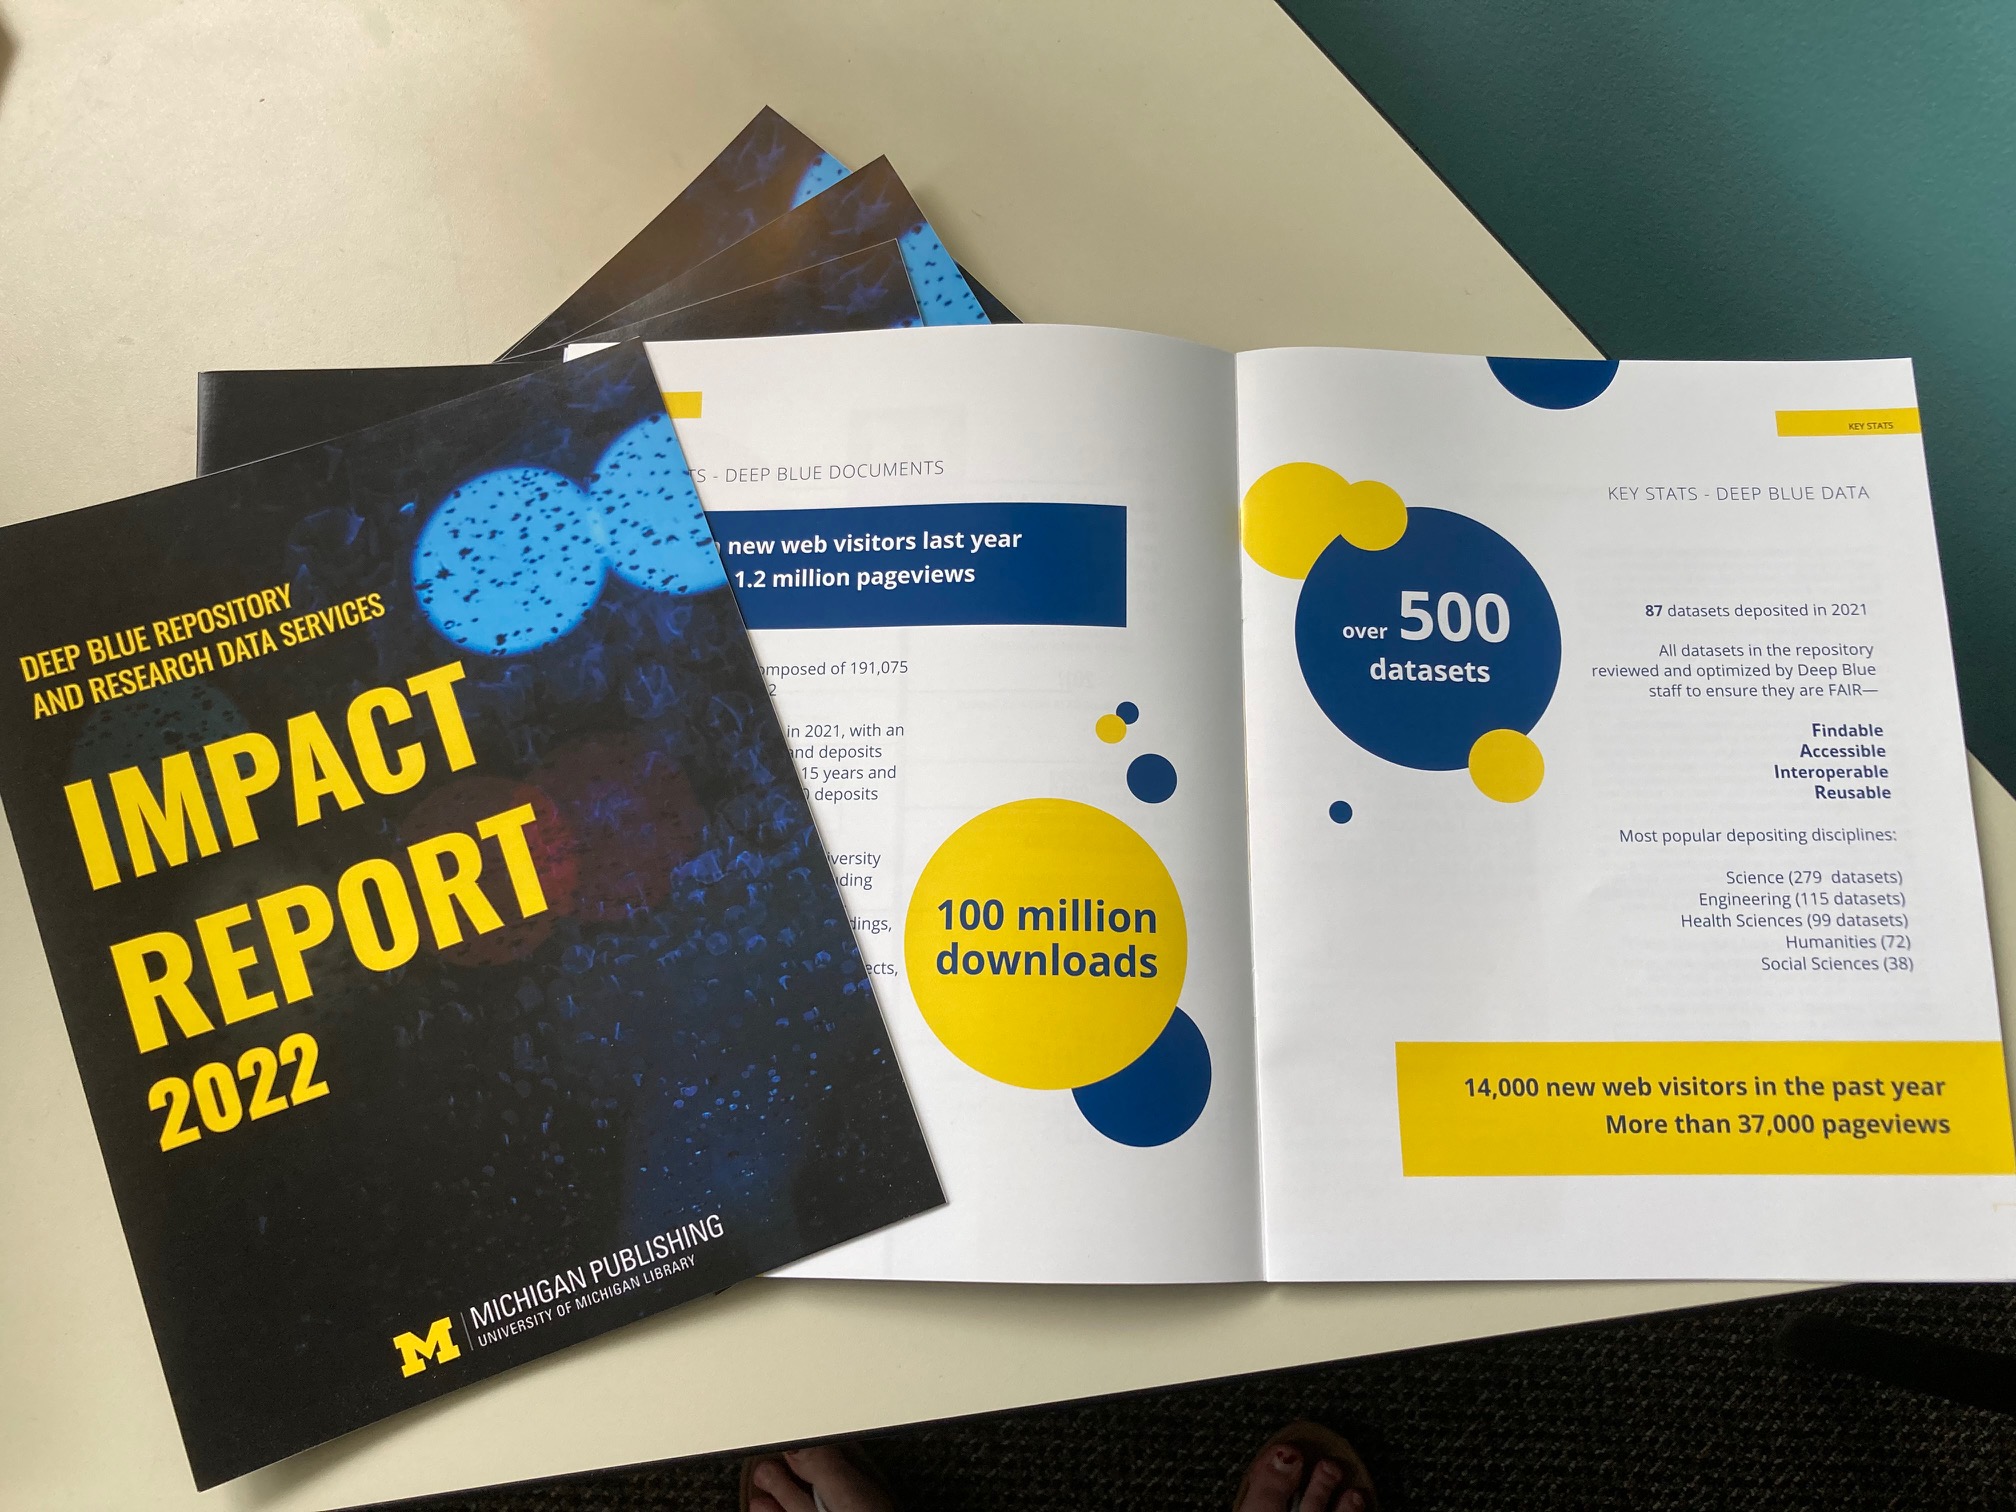 DEEP BLUE REPOSITORY
AND RESEARCH DATA SERVICES
IMPACT
REPORT
2022
M
MICHIGAN PUBLISHING
UNIVERSITY OF MICHIGAN LIBRARY
- DEEP BLUE DOCUMENTS
new web visitors last year
1.2 million pageviews
of 191,075
in 2021, with an
deposits
15 years and
deposits
100 million
downloads
KEY STATS
KEY STATS - DEEP BLUE DATA
over 500
datasets
87 datasets deposited in 2021
All datasets in the repository
reviewed and optimized by Deep Blue
staff to ensure they are FAIR—
Findable
Accessible
Interoperable
Reusable
Most popular depositing disciplines:
Science (279 datasets)
Engineering (115 datasets)
Health Sciences (99 datasets)
Humanities (72)
Social Sciences (38)
14,000 new web visitors in the past year
More than 37,000 pageviews